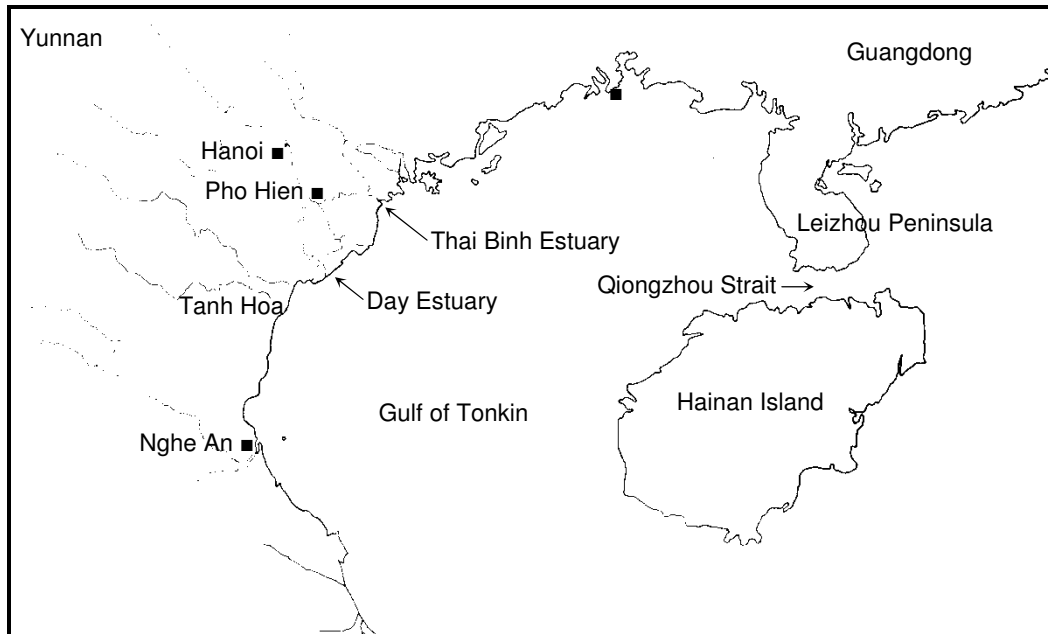 Yunnan
Guangdong
Hanoi
Pho Hien
Leizhou Peninsula
Thai Binh Estuary
Qiongzhou Strait
Tanh Hoa
Day Estuary
Hainan Island
Gulf of Tonkin
Nghe An